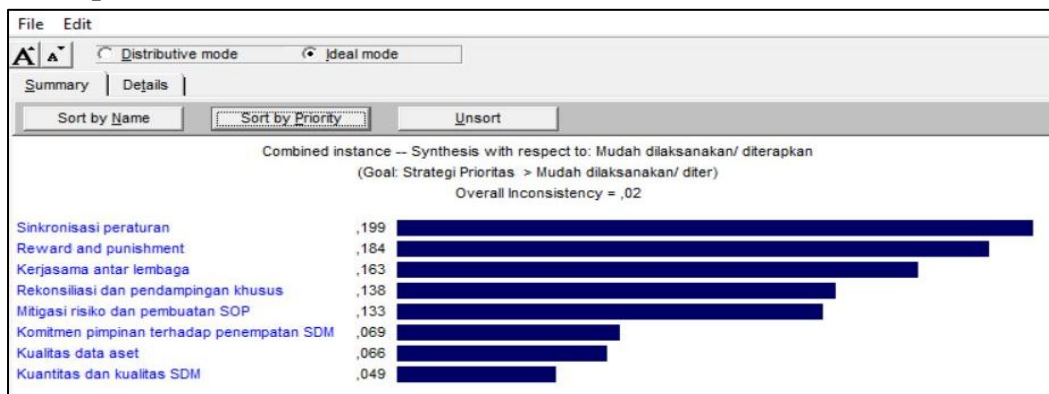 File Edit
A A Distributive mode Ideal mode
Summary Details
Sort by Name Sort by Priority Unsort
Combined instance -- Synthesis with respect to: Mudah dilaksanakan/ diterapkan
(Goal: Strategi Prioritas > Mudah dilaksanakan/ diter)
Overall Inconsistency = ,02
Sinkronisasi peraturan ,199
Reward and punishment ,184
Kerjasama antar lembaga ,163
Rekonsiliasi dan pendampingan khusus ,138
Mitigasi risiko dan pembuatan SOP ,133
Komitmen pimpinan terhadap penempatan SDM ,069
Kualitas data aset ,066
Kuantitas dan kualitas SDM ,049